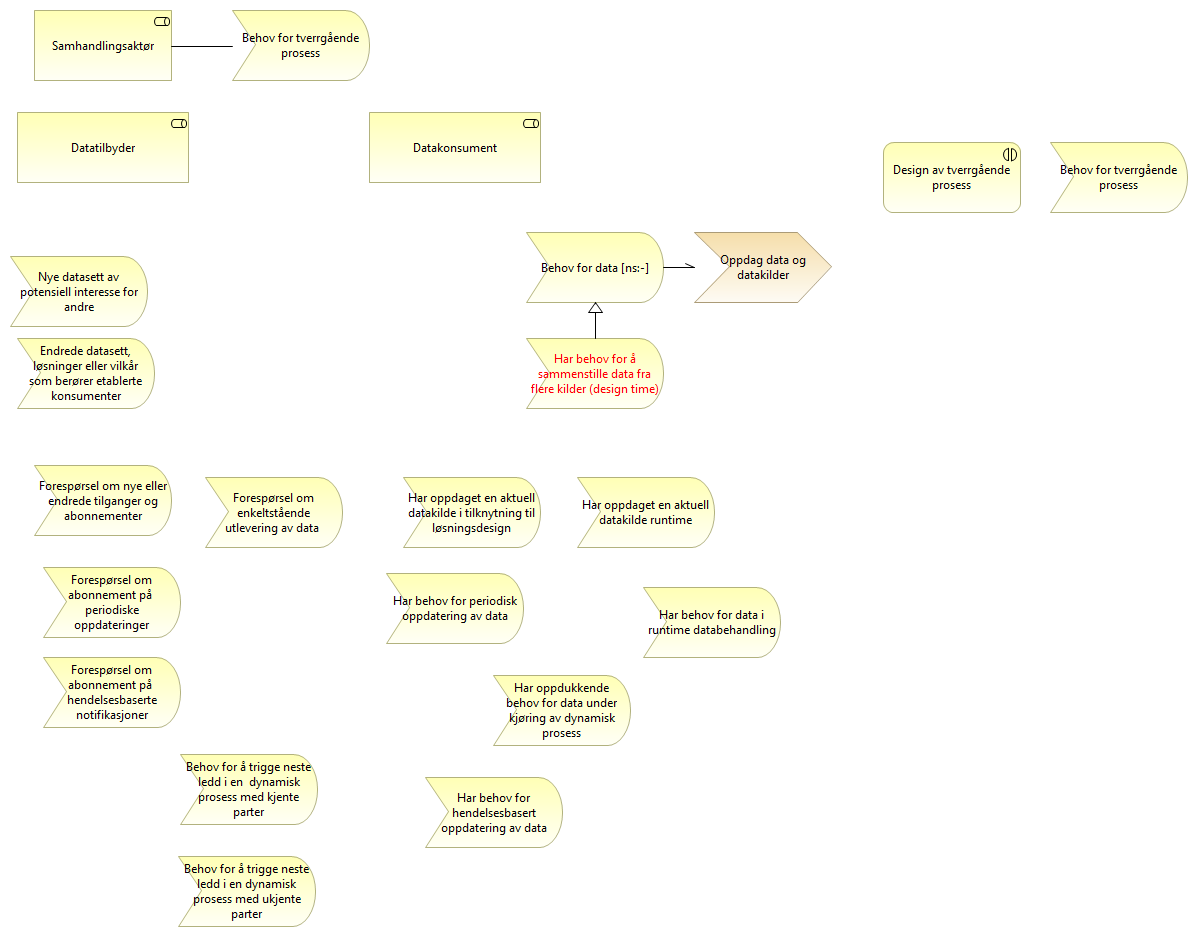 Samhandlingsaktør
Behov for tverrgående
prosess
Datatilbyder
Datakonsument
Design av tverrgående
prosess
Behov for tverrgående
prosess
Behov for data [ns:-]
Oppdag data og
datakilder
Nye datasett av
potensiell interesse for
andre
Endrede datasett,
løsninger eller vilkår
som berører etablerte
konsumenter
Har behov for å
sammenstille data fra
flere kilder (design time)
Forespørsel om nye eller
endrede tilganger og
abonnementer
Forespørsel om
enkeltstående
utlevering av data
Har oppdaget en aktuell
datakilde i tilknytning til
løsningsdesign
Har oppdaget en aktuell
datakilde runtime
Forespørsel om
abonnement på
periodiske
oppdateringer
Har behov for periodisk
oppdatering av data
Har behov for data i
runtime databehandling
Forespørsel om
abonnement på
hendelsesbaserte
notifikasjoner
Har oppdukkende
behov for data under
kjøring av dynamisk
prosess
Behov for å trigge neste
ledd i en  dynamisk
prosess med kjente
parter
Har behov for
hendelsesbasert
oppdatering av data
Behov for å trigge neste
ledd i en dynamisk
prosess med ukjente
parter